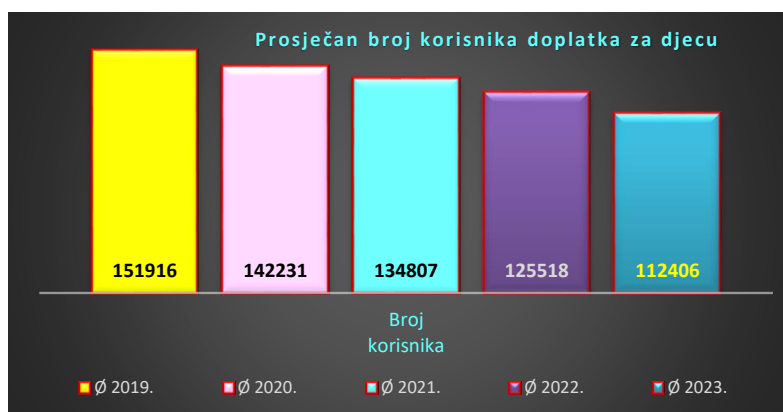 Prosječan broj korisnika doplatka za djecu
151916 142231 134807 125518 112406
Broj
korisnika
Ø 2019. Ø 2020. Ø 2021. Ø 2022. Ø 2023.